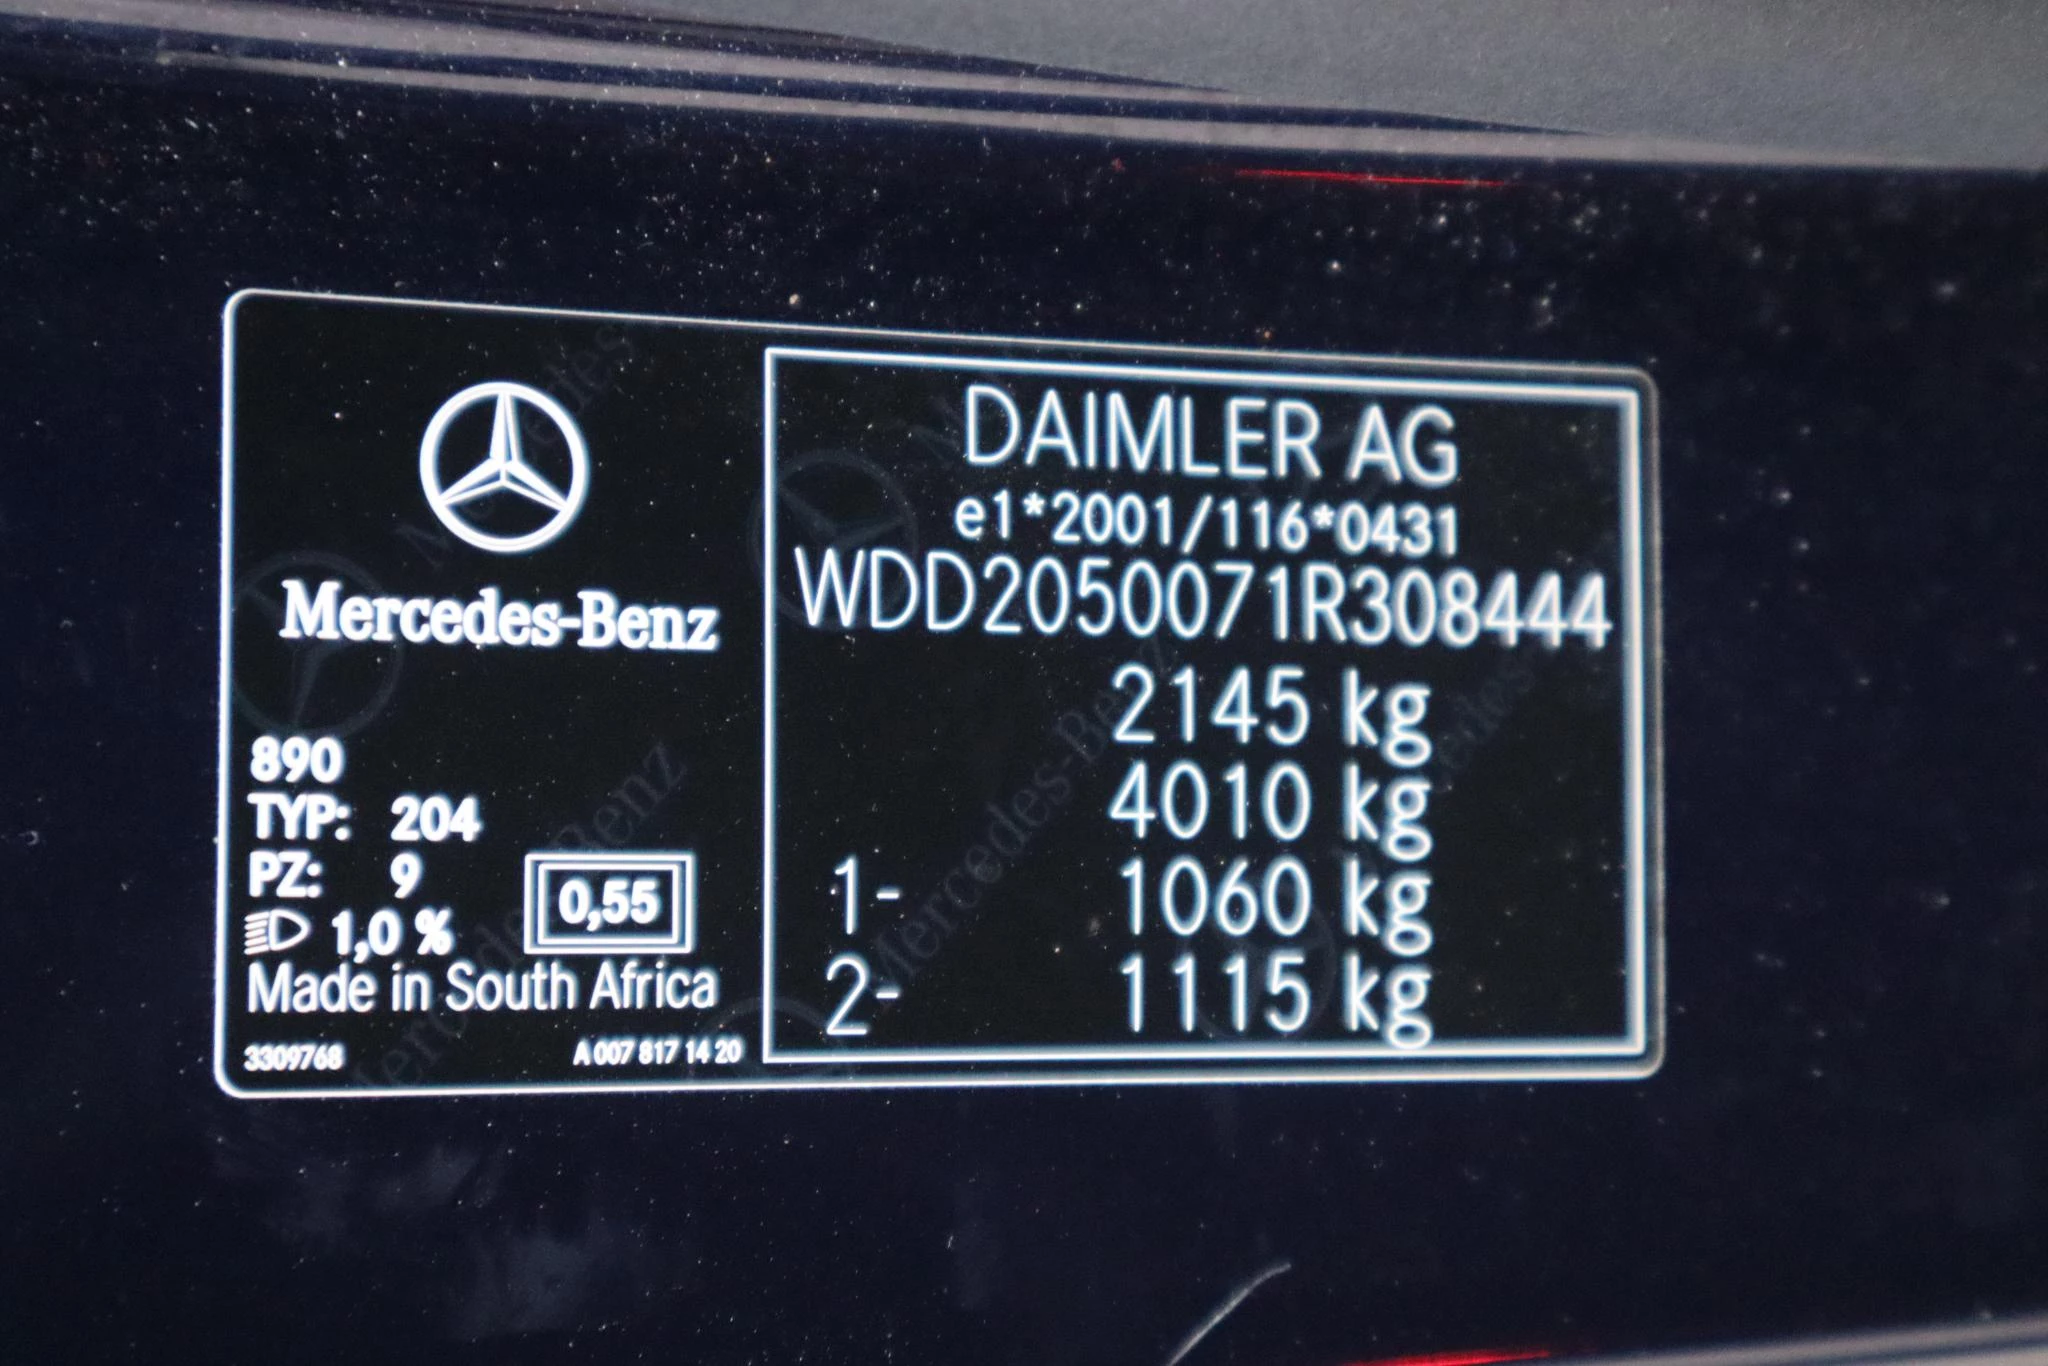 Mercedes-Benz
890
TYP: 204
PZ: 9
1,0 %
0,55
Made in South Africa
3309768
A 007 817 14 20
DAIMLER AG
e1*2001/116*0431
WDD2050071R308444
2145 kg
4010 kg
1- 1060 kg
2- 1115 kg